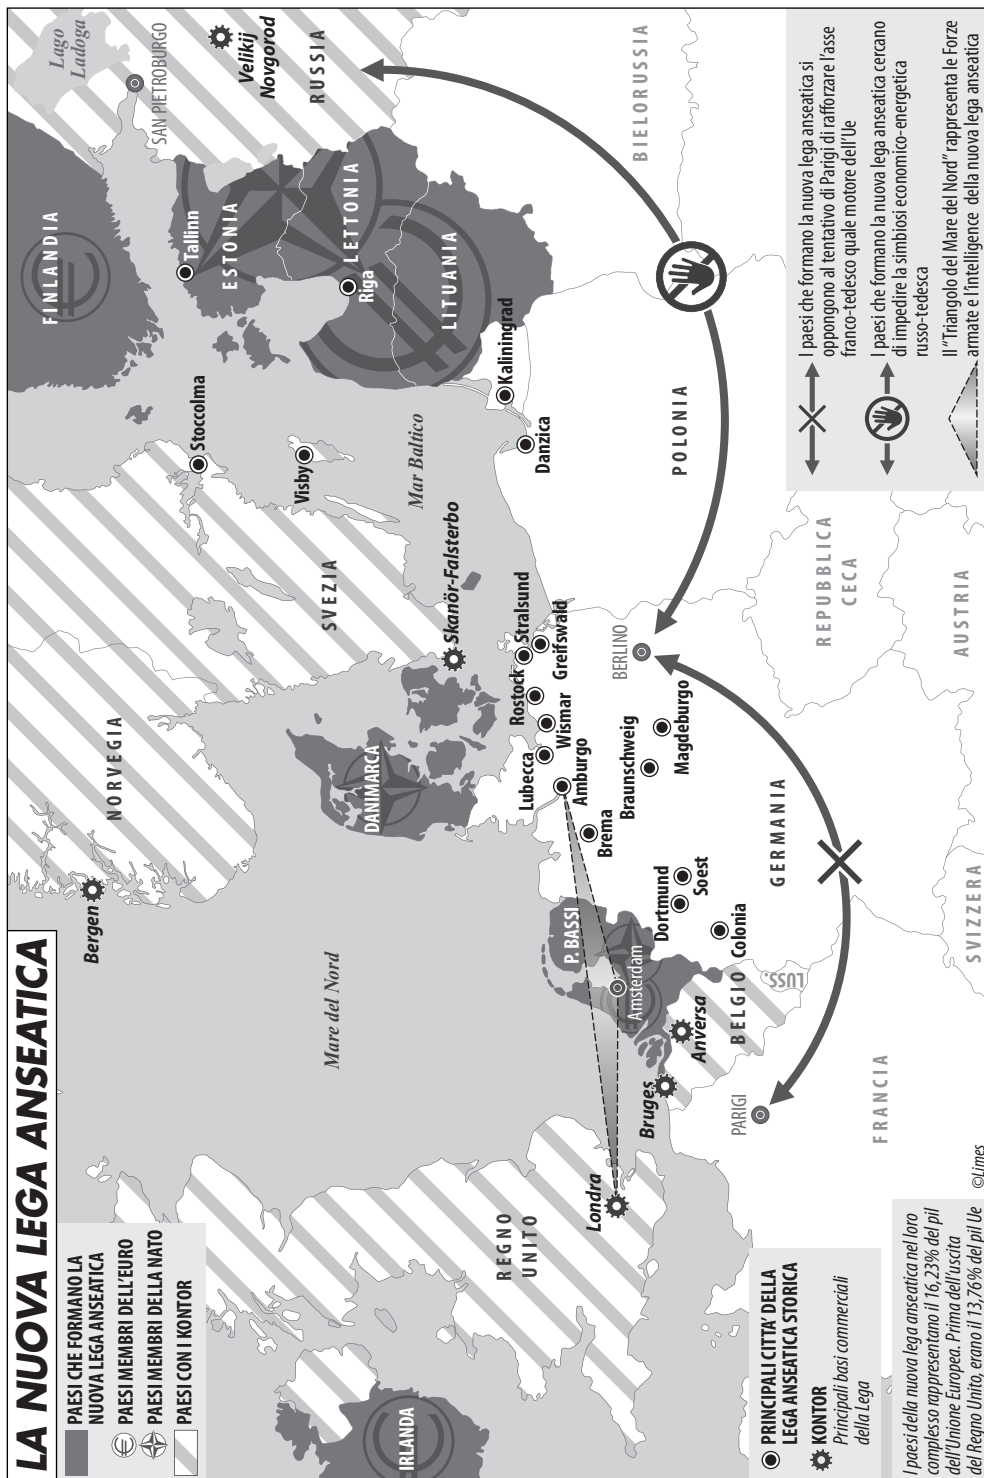 LA NUOVA LEGA ANSEATICA
PAESI CHE FORMANO LA
NUOVA LEGA ANSEATICA
PAESI MEMBRI DELL'EURO
PAESI MEMBRI DELLA NATO
PAESI CON I KONTOR
IRLANDA
REGNO
UNITO
Londra
Mare del Nord
Bergen
NORVEGIA
SVEZIA
Stoccolma
Visby
Mar Baltico
Skanör-Falsterbo
DANIMARCA
FINLANDIA
Lago
Ladoga
SAN PIETROBURGO
Velikij
Novgorod
RUSSIA
Tallinn
ESTONIA
LETTONIA
Riga
LITUANIA
Kaliningrad
Danzica
BIELORUSSIA
POLONIA
Rostock
Stralsund
Greifswald
Lubecca
Wismar
Amburgo
Brema
Braunschweig
Magdeburgo
BERLINO
P. BASSI
Amsterdam
Dortmund
Soest
Colonia
GERMANIA
BELGIO
LUSS.
Anversa
Bruges
PARIGI
FRANCIA
SVIZZERA
REPUBBLICA
CECA
AUSTRIA
PRINCIPALI CITTA' DELLA
LEGA ANSEATICA STORICA
KONTOR
Principali basi commerciali
della Lega
I paesi della nuova lega anseatica nel loro
complesso rappresentano il 16,23% del pil
dell'Unione Europea. Prima dell'uscita
del Regno Unito, erano il 13,76% del pil Ue
©Limes
I paesi che formano la nuova lega anseatica si
oppongono al tentativo di Parigi di rafforzare l'asse
franco-tedesco quale motore dell'Ue
I paesi che formano la nuova lega anseatica cercano
di impedire la simbiosi economico-energetica
russo-tedesca
Il "Triangolo del Mare del Nord" rappresenta le Forze
armate e l'intelligence della nuova lega anseatica